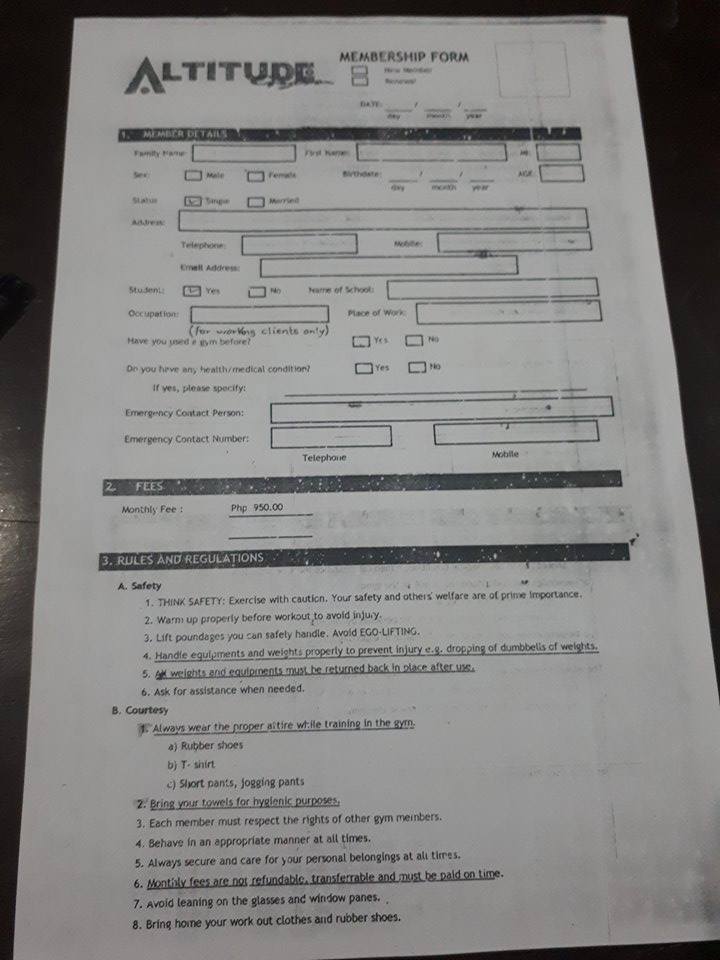 ALTITUDE
MEMBERSHIP FORM
New Member
Renewal
DATE: / /
day month year
1. MEMBER DETAILS
Family Name: First Name: MI:
Sex: Male Female Birthdate: / / AGE:
day month year
Status Single Married
Address:
Telephone: Mobile:
Email Address:
Student: Yes No Name of School:
Occupation: Place of Work:
(for working clients only)
Have you used a gym before? Yes No
Do you have any health/medical condition? Yes No
If yes, please specify:
Emergency Contact Person:
Emergency Contact Number:
Telephone Mobile
2. FEES
Monthly Fee : Php 950.00
3. RULES AND REGULATIONS
A. Safety
1. THINK SAFETY: Exercise with caution. Your safety and others' welfare are of prime importance.
2. Warm up properly before workout to avoid injury.
3. Lift poundages you can safely handle. Avoid EGO-LIFTING.
4. Handle equipments and weights properly to prevent injury e.g. dropping of dumbbells of weights.
5. All weights and equipments must be returned back in place after use.
6. Ask for assistance when needed.
B. Courtesy
1. Always wear the proper attire while training in the gym.
a) Rubber shoes
b) T- shirt
c) Short pants, jogging pants
2. Bring your towels for hygienic purposes.
3. Each member must respect the rights of other gym members.
4. Behave in an appropriate manner at all times.
5. Always secure and care for your personal belongings at all times.
6. Monthly fees are not refundable, transferrable and must be paid on time.
7. Avoid leaning on the glasses and window panes.
8. Bring home your work out clothes and rubber shoes.